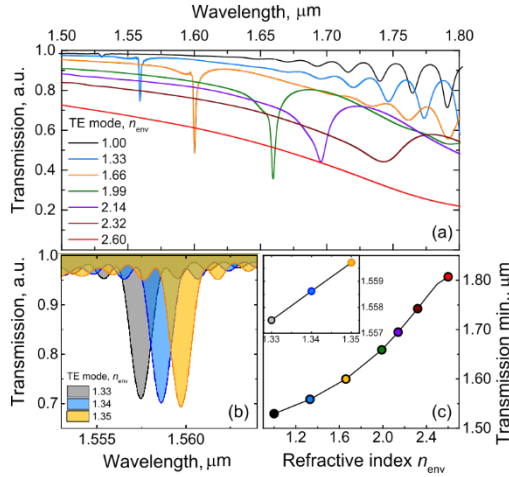 Wavelength, μm
1.50 1.55 1.60 1.65 1.70 1.75 1.80
Transmission, a.u.
1.0
0.8
0.6
0.4
0.2
TE mode, n_env
1.00
1.33
1.66
1.99
2.14
2.32
2.60
(a)
Transmission, a.u.
1.0
0.9
0.8
0.7
TE mode, n_env
1.33
1.34
1.35
(b)
1.555 1.560
Wavelength, μm
1.559
1.558
1.557
1.33 1.34 1.35
(c)
1.80
1.70
1.60
1.50
Transmission min., μm
1.2 1.6 2.0 2.4
Refractive index n_env